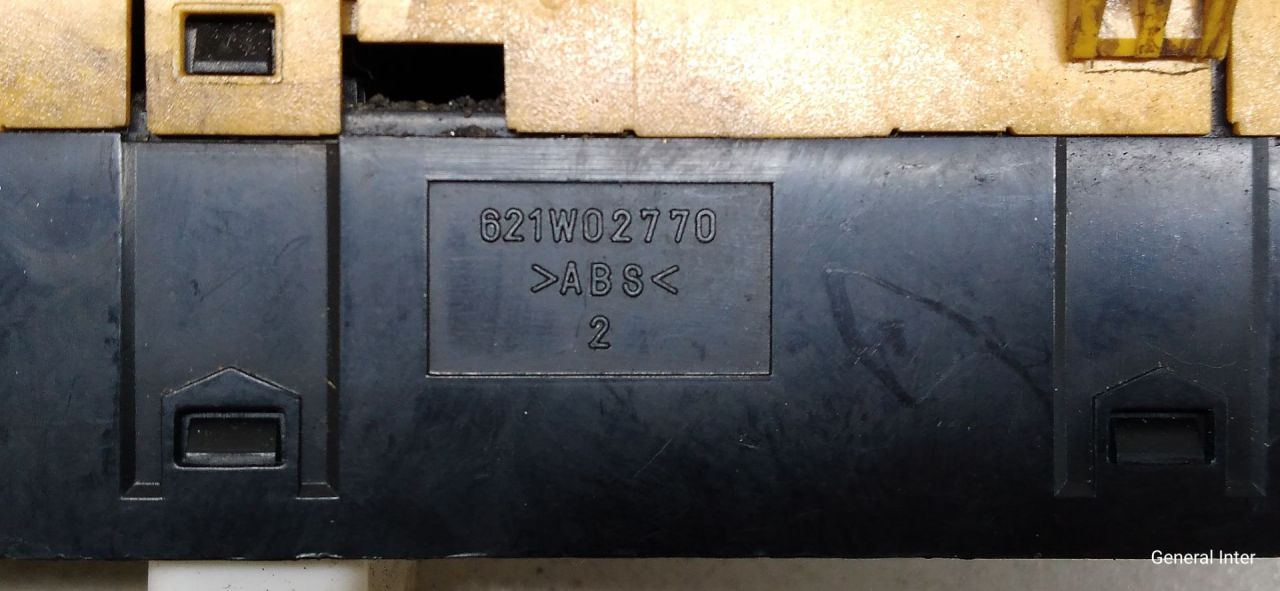 621W02770
>ABS<
2
General Inter